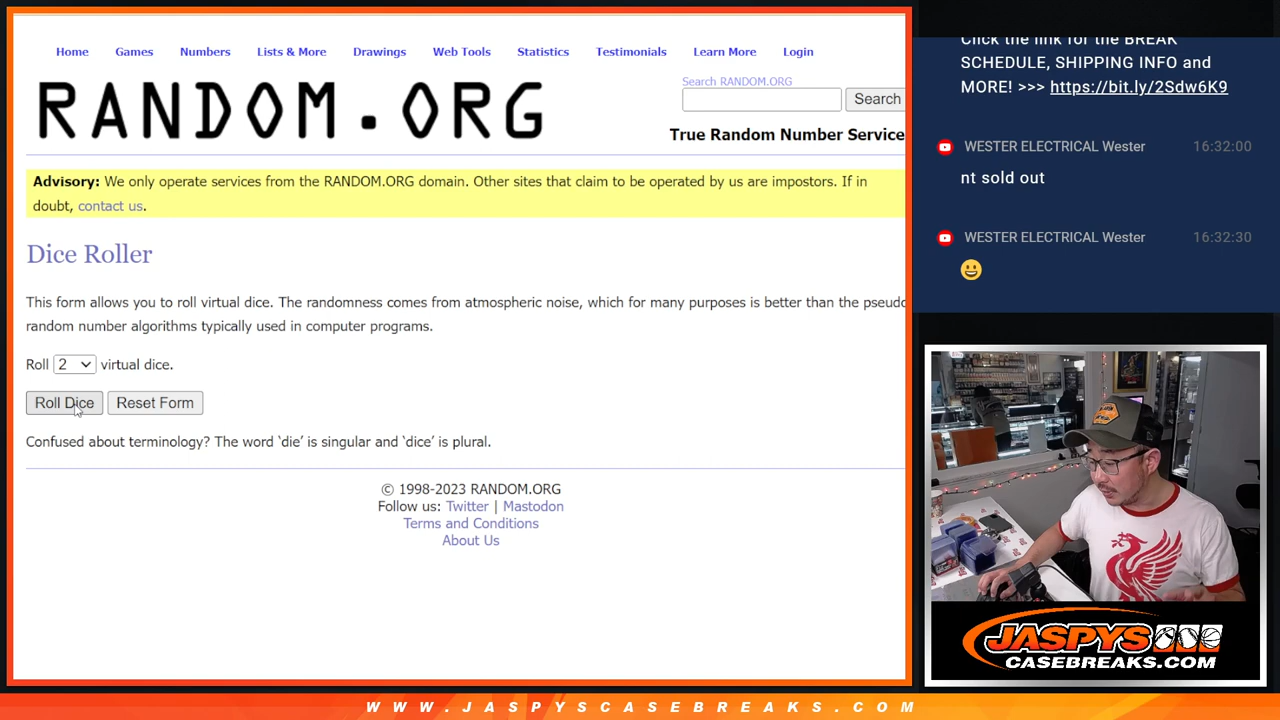 Home Games Numbers Lists & More Drawings Web Tools Statistics Testimonials Learn More Login
RANDOM.ORG
Search RANDOM.ORG
Search
True Random Number Service
Advisory: We only operate services from the RANDOM.ORG domain. Other sites that claim to be operated by us are impostors. If in
doubt, contact us.
Dice Roller
This form allows you to roll virtual dice. The randomness comes from atmospheric noise, which for many purposes is better than the pseudo
random number algorithms typically used in computer programs.
Roll 2 virtual dice.
Roll Dice Reset Form
Confused about terminology? The word ‘die’ is singular and ‘dice’ is plural.
© 1998-2023 RANDOM.ORG
Follow us: Twitter | Mastodon
Terms and Conditions
About Us
Click the link for the BREAK
SCHEDULE, SHIPPING INFO and
MORE! >>> https://bit.ly/2Sdw6K9
WESTER ELECTRICAL Wester 16:32:00
nt sold out
WESTER ELECTRICAL Wester 16:32:30
😃
JASPYS
CASEBREAKS.COM
WWW.JASPYSCASEBREAKS.COM